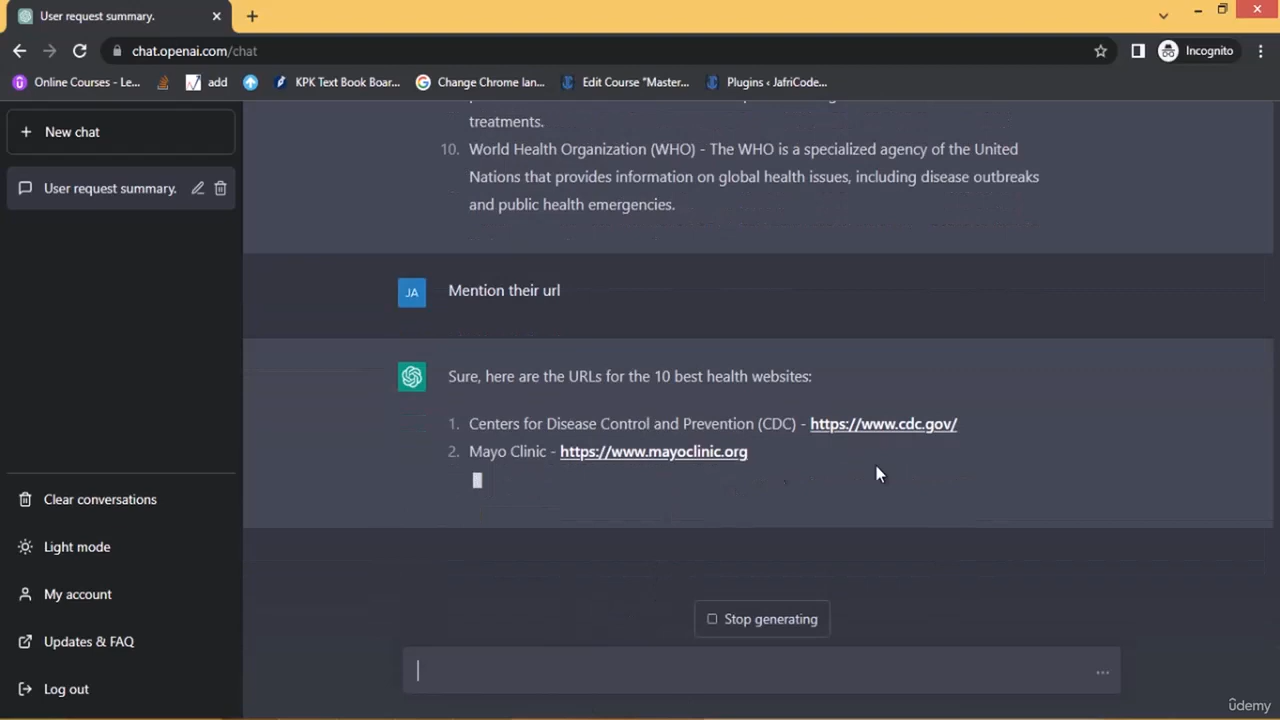 User request summary.
chat.openai.com/chat
Incognito
Online Courses - Le...
add
KPK Text Book Boar...
Change Chrome lan...
Edit Course "Master...
Plugins ‹ JafriCode...
New chat
User request summary.
treatments.
10. World Health Organization (WHO) - The WHO is a specialized agency of the United
Nations that provides information on global health issues, including disease outbreaks
and public health emergencies.
JA
Mention their url
Sure, here are the URLs for the 10 best health websites:
1. Centers for Disease Control and Prevention (CDC) - https://www.cdc.gov/
2. Mayo Clinic - https://www.mayoclinic.org
Clear conversations
Light mode
My account
Updates & FAQ
Log out
Stop generating
...
ûdemy